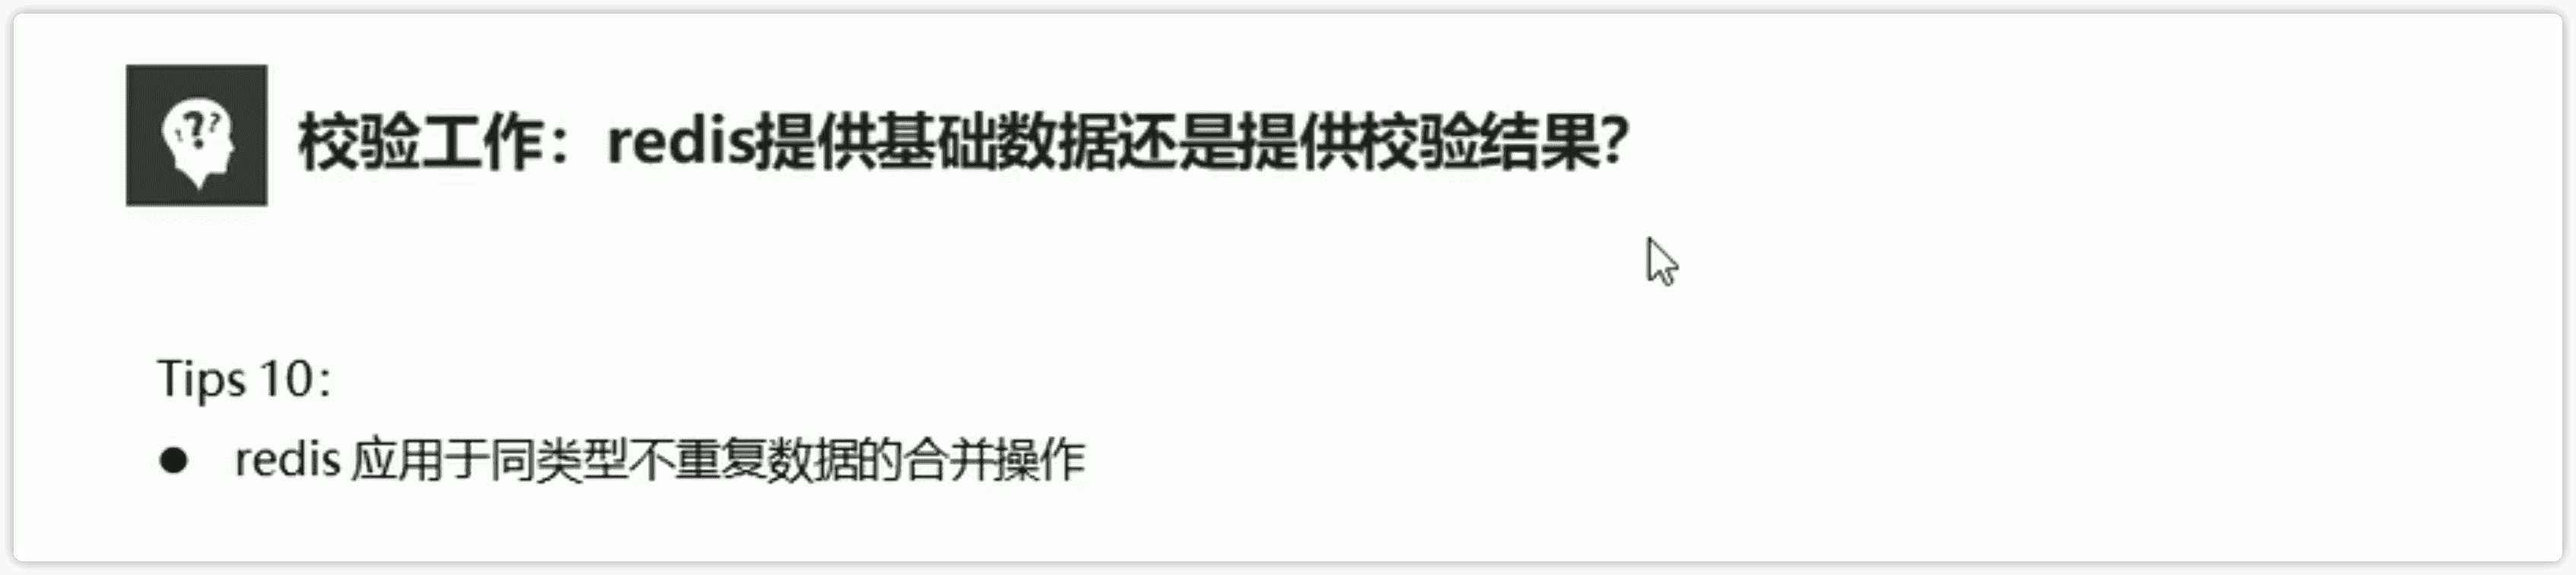 校验工作：redis提供基础数据还是提供校验结果？
Tips 10：
● redis 应用于同类型不重复数据的合并操作